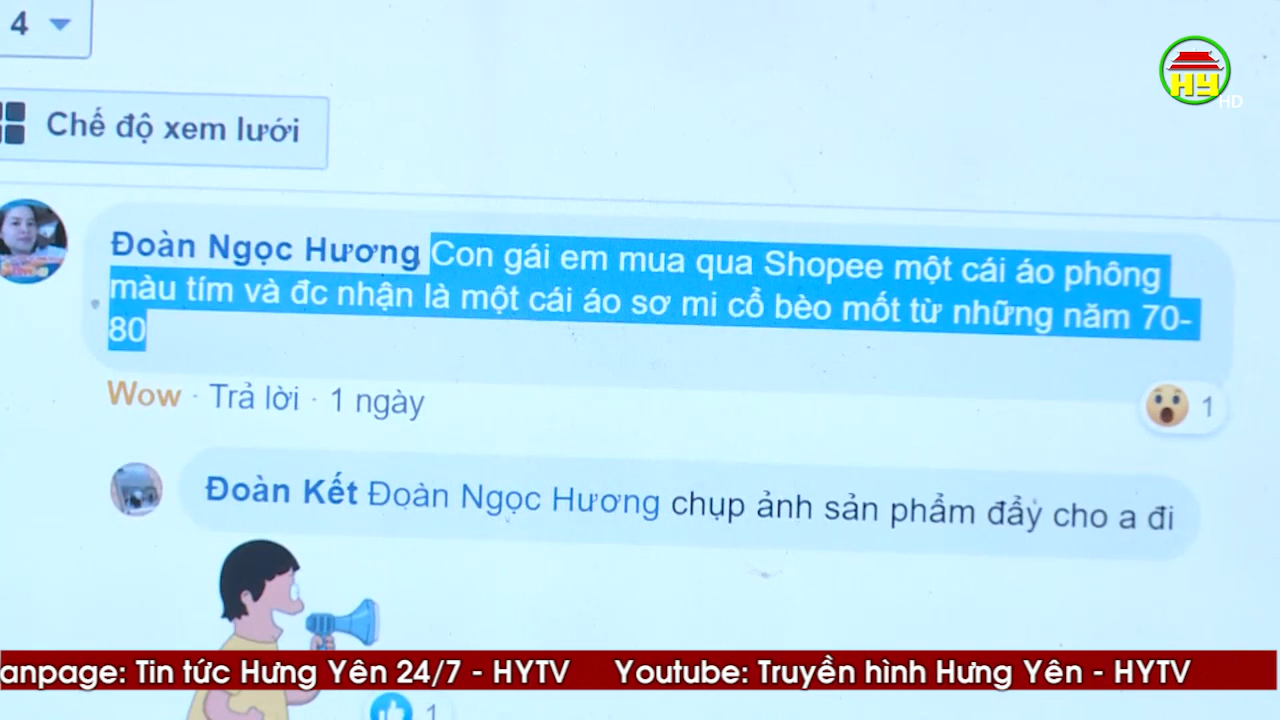 4
HY
HD
Chế độ xem lưới
Đoàn Ngọc Hương Con gái em mua qua Shopee một cái áo phông
màu tím và đc nhận là một cái áo sơ mi cổ bèo mốt từ những năm 70-
80
Wow · Trả lời · 1 ngày
1
Đoàn Kết Đoàn Ngọc Hương chụp ảnh sản phẩm đẩy cho a đi
anpage: Tin tức Hưng Yên 24/7 - HYTV Youtube: Truyền hình Hưng Yên - HYTV
1